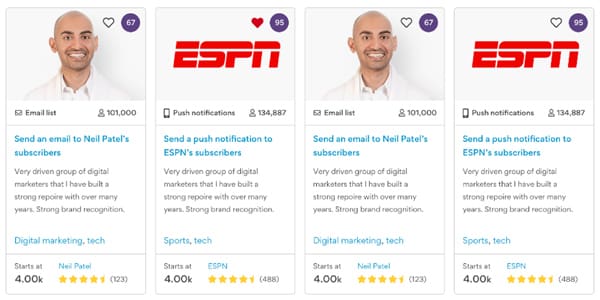 67
Email list 101,000
Send an email to Neil Patel's
subscribers
Very driven group of digital
marketers that I have built a
strong repoire with over many
years. Strong brand recognition.
Digital marketing, tech
Starts at Neil Patel
4.00k (123)
95
ESPN
Push notifications 134,887
Send a push notification to
ESPN's subscribers
Very driven group of digital
marketers that I have built a
strong repoire with over many
years. Strong brand recognition.
Sports, tech
Starts at ESPN
4.00k (488)
67
Email list 101,000
Send an email to Neil Patel's
subscribers
Very driven group of digital
marketers that I have built a
strong repoire with over many
years. Strong brand recognition.
Digital marketing, tech
Starts at Neil Patel
4.00k (123)
95
ESPN
Push notifications 134,887
Send a push notification to
ESPN's subscribers
Very driven group of digital
marketers that I have built a
strong repoire with over many
years. Strong brand recognition.
Sports, tech
Starts at ESPN
4.00k (488)